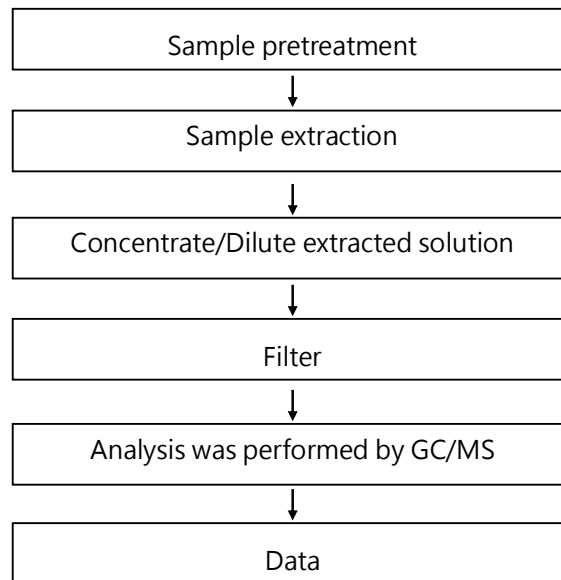 Sample pretreatment
Sample extraction
Concentrate/Dilute extracted solution
Filter
Analysis was performed by GC/MS
Data